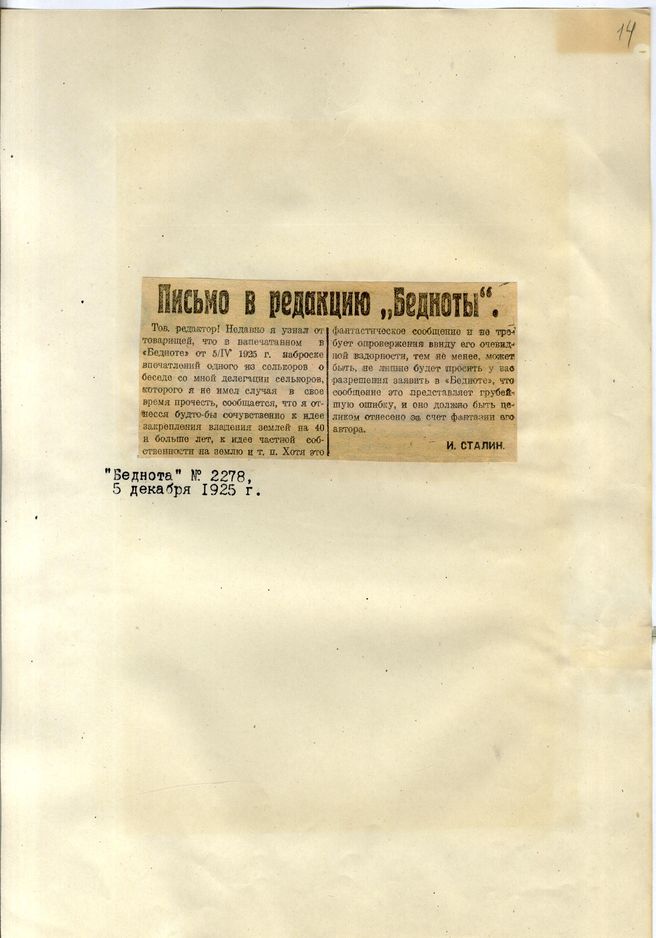 14
Письмо в редакцию „Бедноты“.
Тов. редактор! Недавно я узнал от
товарищей, что в напечатанном в
«Бедноте» от 5/IV 1925 г. наброске
впечатлений одного из селькоров о
беседе со мной делегации селькоров,
которого я не имел случая в свое
время прочесть, сообщается, что я от-
несся будто-бы сочувственно к идее
закрепления владения землей на 40
и больше лет, к идее частной соб-
ственности на землю и т. п. Хотя это
фантастическое сообщение и не тре-
бует опровержения ввиду его очевид-
ной вздорности, тем не менее, может
быть, не лишне будет просить у вас
разрешения заявить в «Бедноте», что
сообщение это представляет грубей-
шую ошибку, и оно должно быть це-
ликом отнесено за счет фантазии его
автора.
И. СТАЛИН.
"Беднота" № 2278,
5 декабря 1925 г.